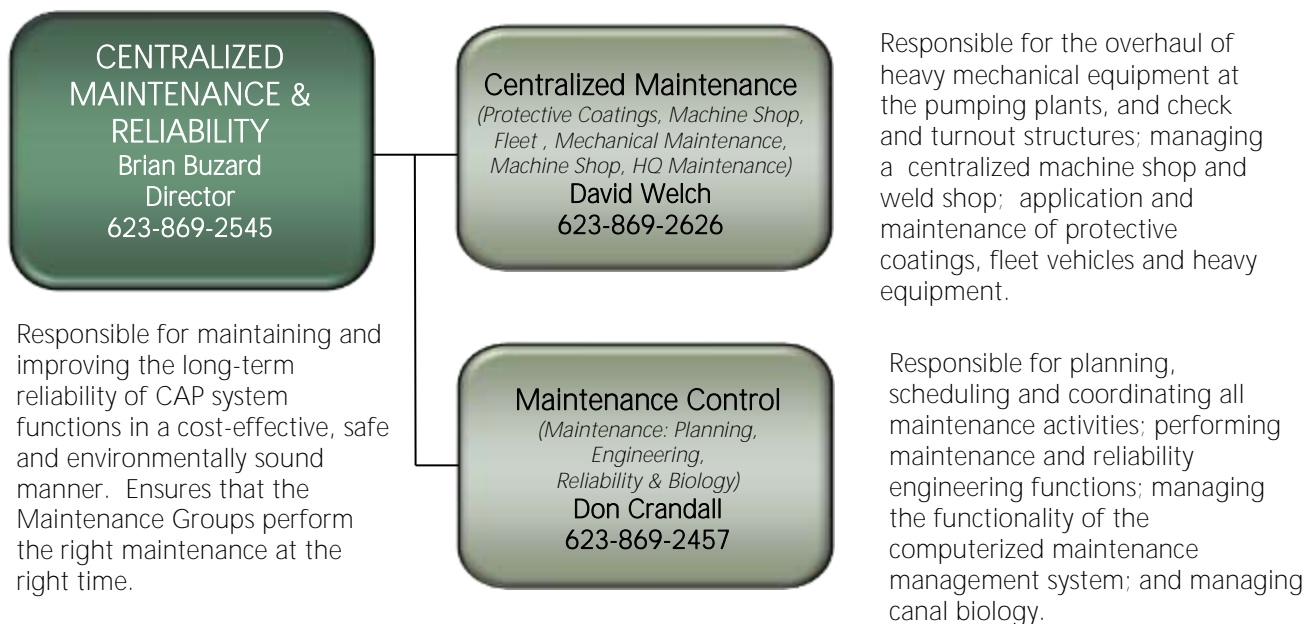 CENTRALIZED
MAINTENANCE &
RELIABILITY
Brian Buzard
Director
623-869-2545
Responsible for maintaining and
improving the long-term
reliability of CAP system
functions in a cost-effective, safe
and environmentally sound
manner. Ensures that the
Maintenance Groups perform
the right maintenance at the
right time.
Centralized Maintenance
(Protective Coatings, Machine Shop,
Fleet , Mechanical Maintenance,
Machine Shop, HQ Maintenance)
David Welch
623-869-2626
Responsible for the overhaul of
heavy mechanical equipment at
the pumping plants, and check
and turnout structures; managing
a centralized machine shop and
weld shop; application and
maintenance of protective
coatings, fleet vehicles and heavy
equipment.
Maintenance Control
(Maintenance: Planning,
Engineering,
Reliability & Biology)
Don Crandall
623-869-2457
Responsible for planning,
scheduling and coordinating all
maintenance activities; performing
maintenance and reliability
engineering functions; managing
the functionality of the
computerized maintenance
management system; and managing
canal biology.